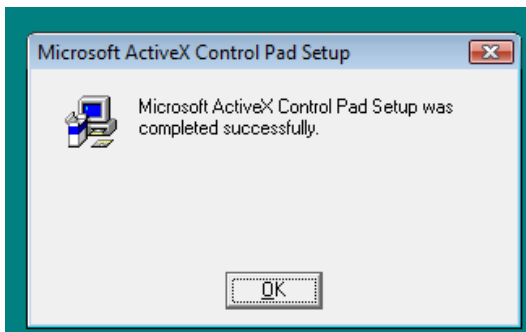 Microsoft ActiveX Control Pad Setup
Microsoft ActiveX Control Pad Setup was
completed successfully.
OK